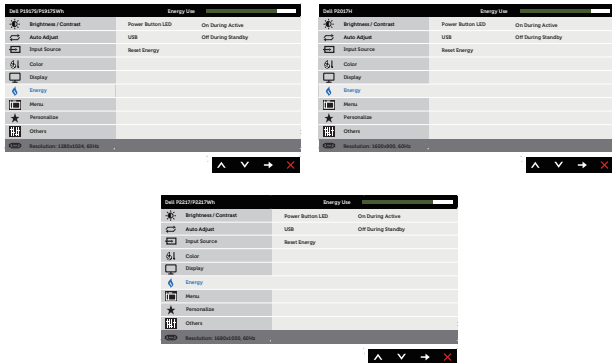 Dell P1917S/P1917SWh Energy Use
Brightness / Contrast Power Button LED On During Active
Auto Adjust USB Off During Standby
Input Source Reset Energy
Color
Display
Energy
Menu
Personalize
Others
Resolution: 1280x1024, 60Hz
Dell P2017H Energy Use
Brightness / Contrast Power Button LED On During Active
Auto Adjust USB Off During Standby
Input Source Reset Energy
Color
Display
Energy
Menu
Personalize
Others
Resolution: 1600x900, 60Hz
Dell P2217/P2217Wh Energy Use
Brightness / Contrast Power Button LED On During Active
Auto Adjust USB Off During Standby
Input Source Reset Energy
Color
Display
Energy
Menu
Personalize
Others
Resolution: 1680x1050, 60Hz